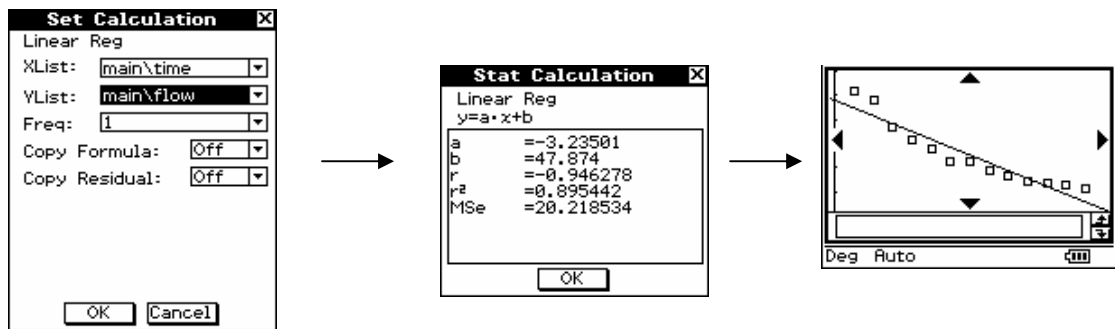 Set Calculation
Linear Reg
XList: main\time
YList: main\flow
Freq: 1
Copy Formula: Off
Copy Residual: Off
OK Cancel
Stat Calculation
Linear Reg
y=a·x+b
a =-3.23501
b =47.874
r =-0.946278
r² =0.895442
MSe =20.218534
OK
Deg Auto